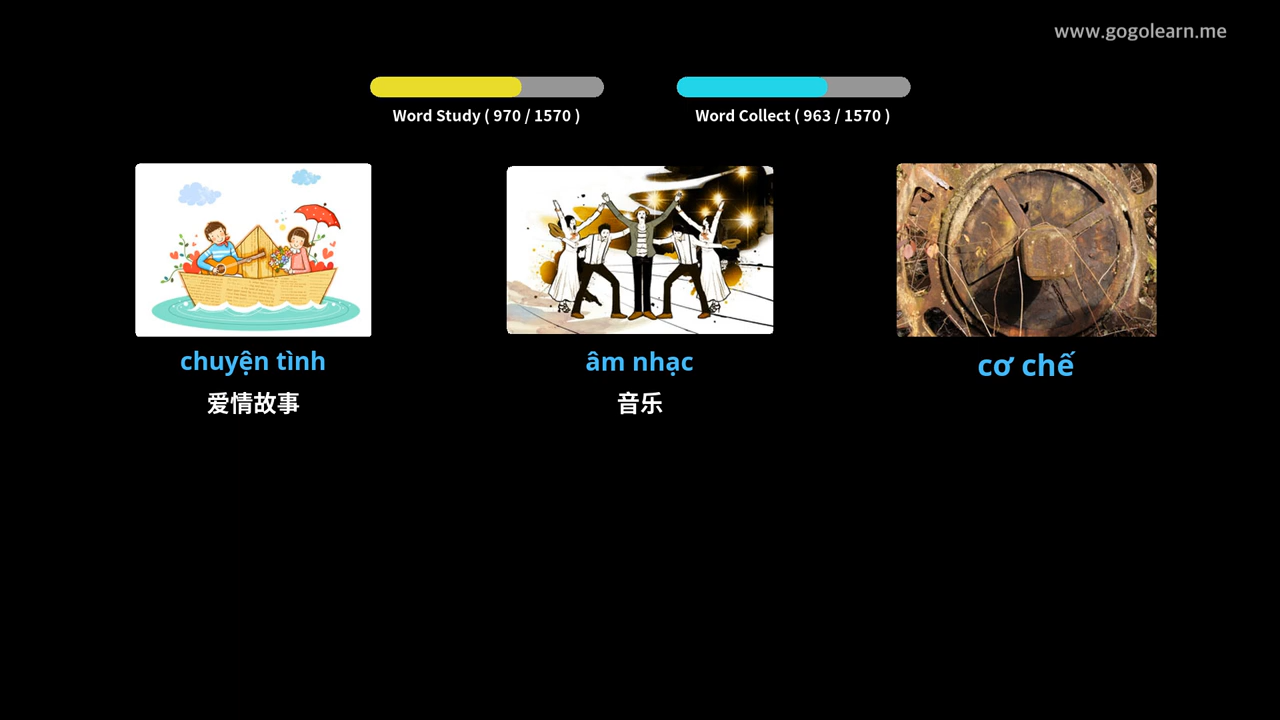 www.gogolearn.me
Word Study ( 970 / 1570 )
Word Collect ( 963 / 1570 )
chuyện tình
爱情故事
âm nhạc
音乐
cơ chế